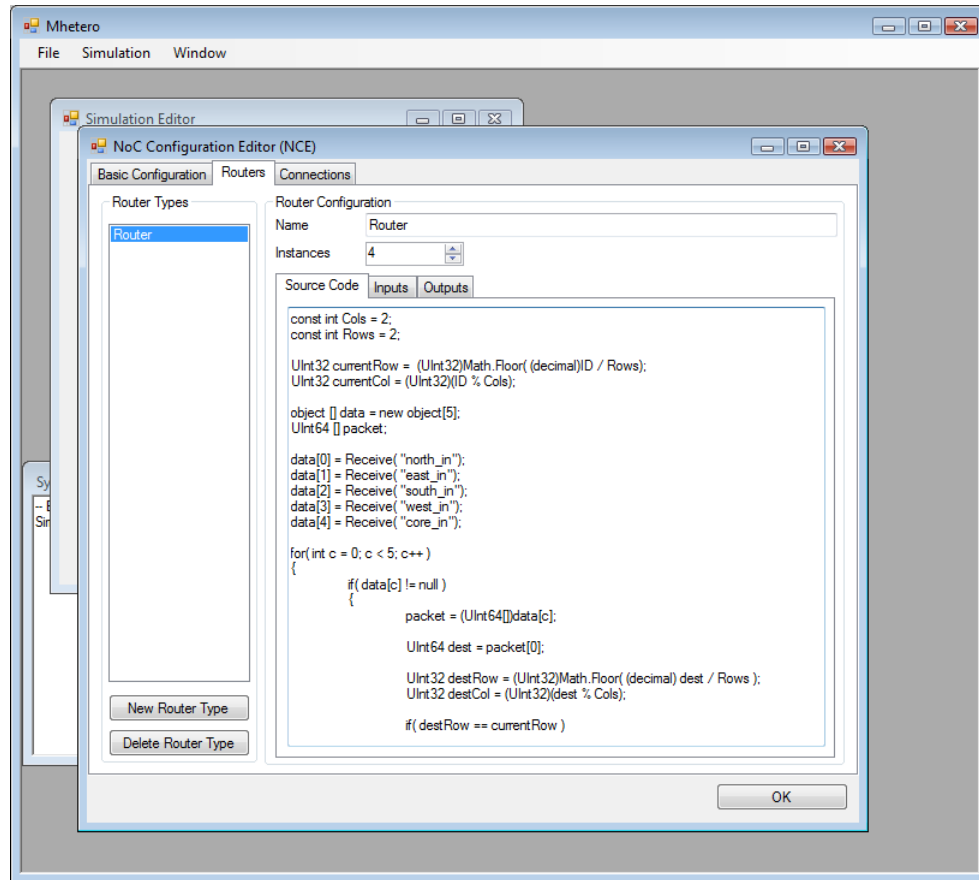 Mhetero
File Simulation Window
Simulation Editor
NoC Configuration Editor (NCE)
Basic Configuration Routers Connections
Router Types
Router
New Router Type
Delete Router Type
Router Configuration
Name Router
Instances 4
Source Code Inputs Outputs
const int Cols = 2;
const int Rows = 2;
UInt32 currentRow = (UInt32)Math.Floor( (decimal)ID / Rows);
UInt32 currentCol = (UInt32)(ID % Cols);
object [] data = new object[5];
UInt64 [] packet;
data[0] = Receive( "north_in");
data[1] = Receive( "east_in");
data[2] = Receive( "south_in");
data[3] = Receive( "west_in");
data[4] = Receive( "core_in");
for( int c = 0; c < 5; c++ )
{
if( data[c] != null )
{
packet = (UInt64[])data[c];
UInt64 dest = packet[0];
UInt32 destRow = (UInt32)Math.Floor( (decimal) dest / Rows );
UInt32 destCol = (UInt32)(dest % Cols);
if( destRow == currentRow )
OK